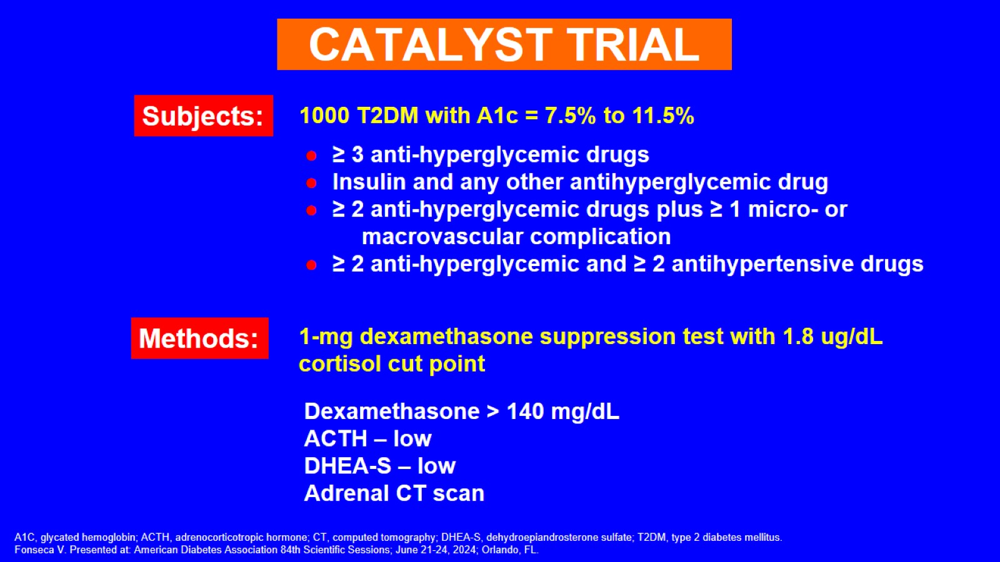 CATALYST TRIAL
Subjects:
1000 T2DM with A1c = 7.5% to 11.5%
● ≥ 3 anti-hyperglycemic drugs
● Insulin and any other antihyperglycemic drug
● ≥ 2 anti-hyperglycemic drugs plus ≥ 1 micro- or
macrovascular complication
● ≥ 2 anti-hyperglycemic and ≥ 2 antihypertensive drugs
Methods:
1-mg dexamethasone suppression test with 1.8 ug/dL
cortisol cut point
Dexamethasone > 140 mg/dL
ACTH – low
DHEA-S – low
Adrenal CT scan
A1C, glycated hemoglobin; ACTH, adrenocorticotropic hormone; CT, computed tomography; DHEA-S, dehydroepiandrosterone sulfate; T2DM, type 2 diabetes mellitus.
Fonseca V. Presented at: American Diabetes Association 84th Scientific Sessions; June 21-24, 2024; Orlando, FL.